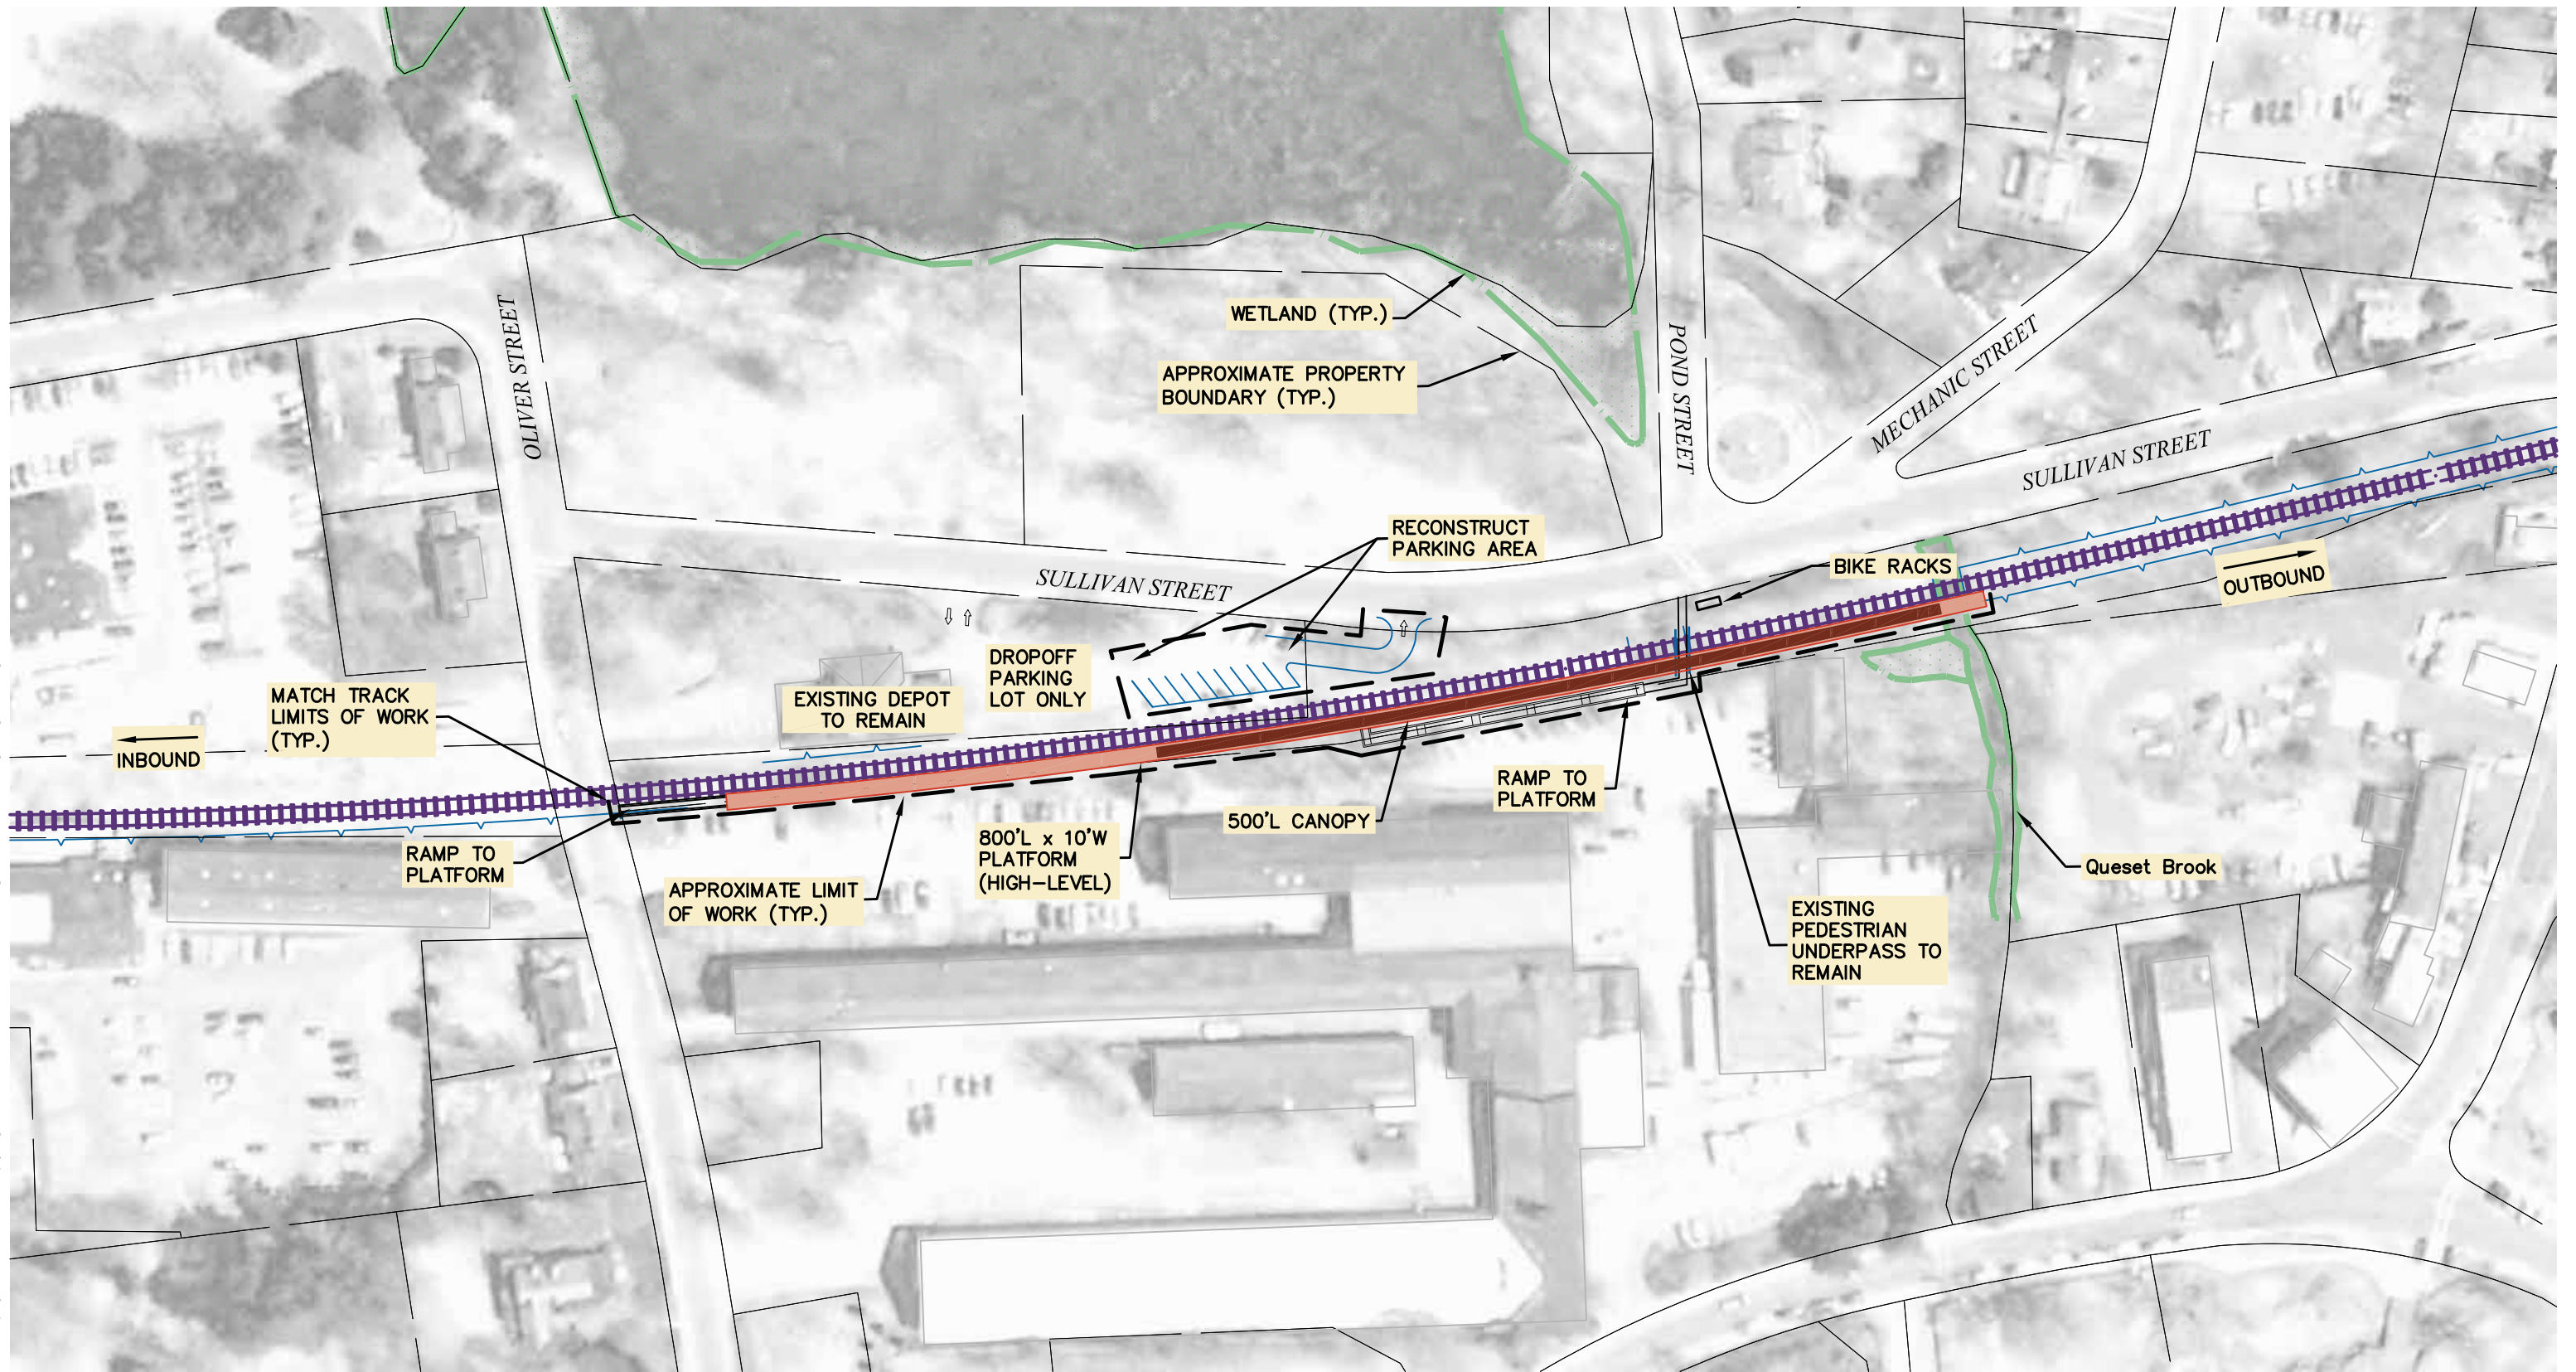 WETLAND (TYP.)
APPROXIMATE PROPERTY
BOUNDARY (TYP.)
OLIVER STREET
POND STREET
MECHANIC STREET
SULLIVAN STREET
RECONSTRUCT
PARKING AREA
BIKE RACKS
OUTBOUND
SULLIVAN STREET
DROPOFF
PARKING
LOT ONLY
EXISTING DEPOT
TO REMAIN
MATCH TRACK
LIMITS OF WORK
(TYP.)
INBOUND
RAMP TO
PLATFORM
500'L CANOPY
800'L x 10'W
PLATFORM
(HIGH-LEVEL)
RAMP TO
PLATFORM
APPROXIMATE LIMIT
OF WORK (TYP.)
Queset Brook
EXISTING
PEDESTRIAN
UNDERPASS TO
REMAIN